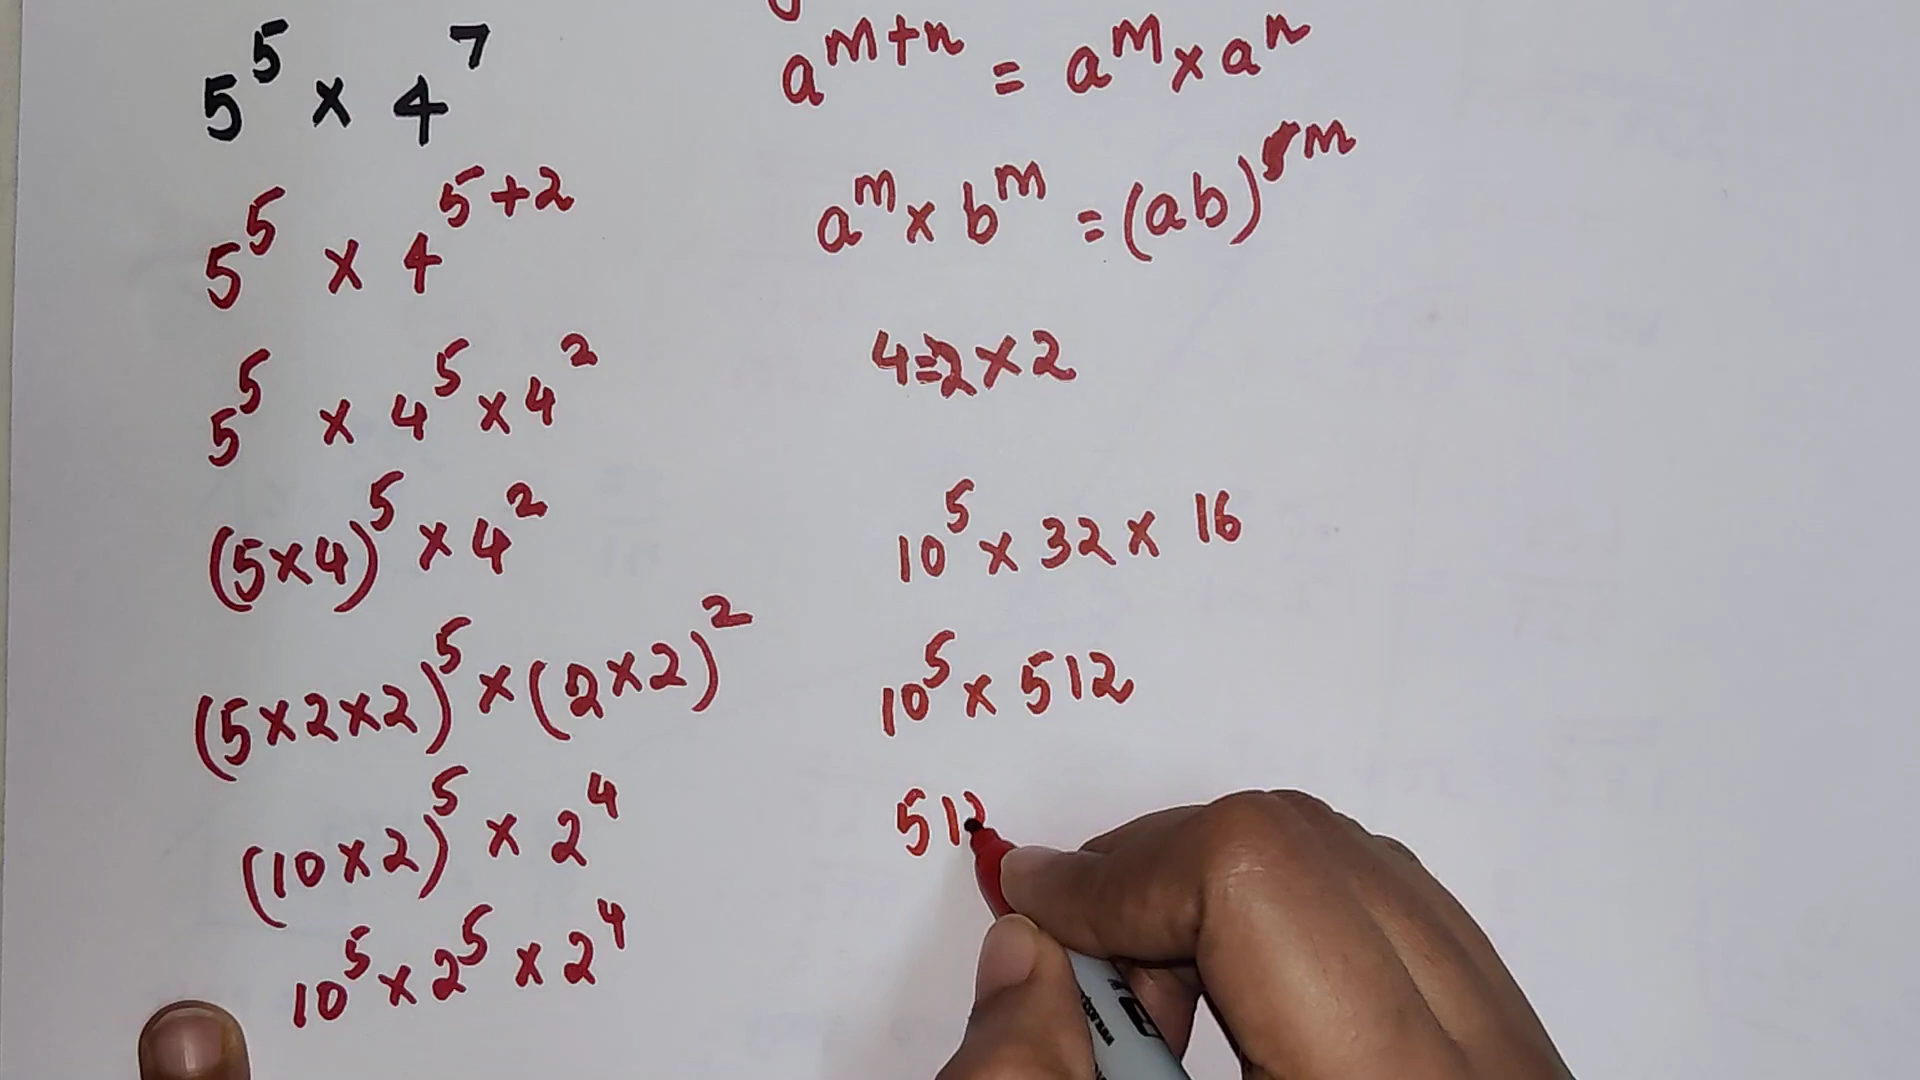 5^5 × 4^7
5^5 × 4^{5+2}
5^5 × 4^5 × 4^2
(5×4)^5 × 4^2
(5×2×2)^5 × (2×2)^2
(10×2)^5 × 2^4
10^5 × 2^5 × 2^4
a^{m+n} = a^m × a^n
a^m × b^m = (ab)^m
4=2×2
10^5 × 32 × 16
10^5 × 512
512